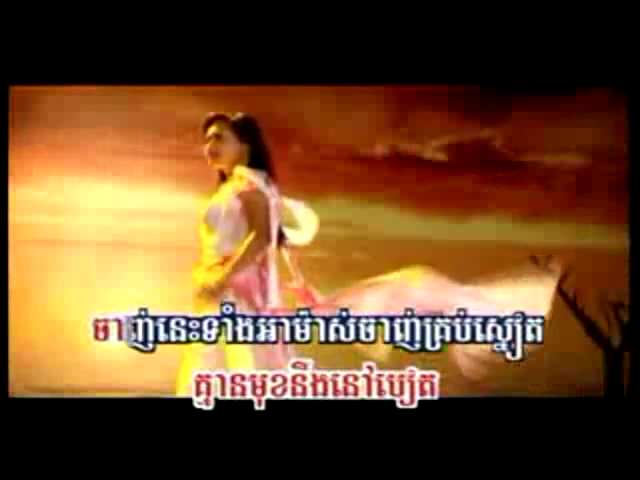 ចាញ់នេះទាំងអាម៉ាស់ចាញ់គ្រប់ស្នៀត
គ្មានមុខនឹងនៅបៀត